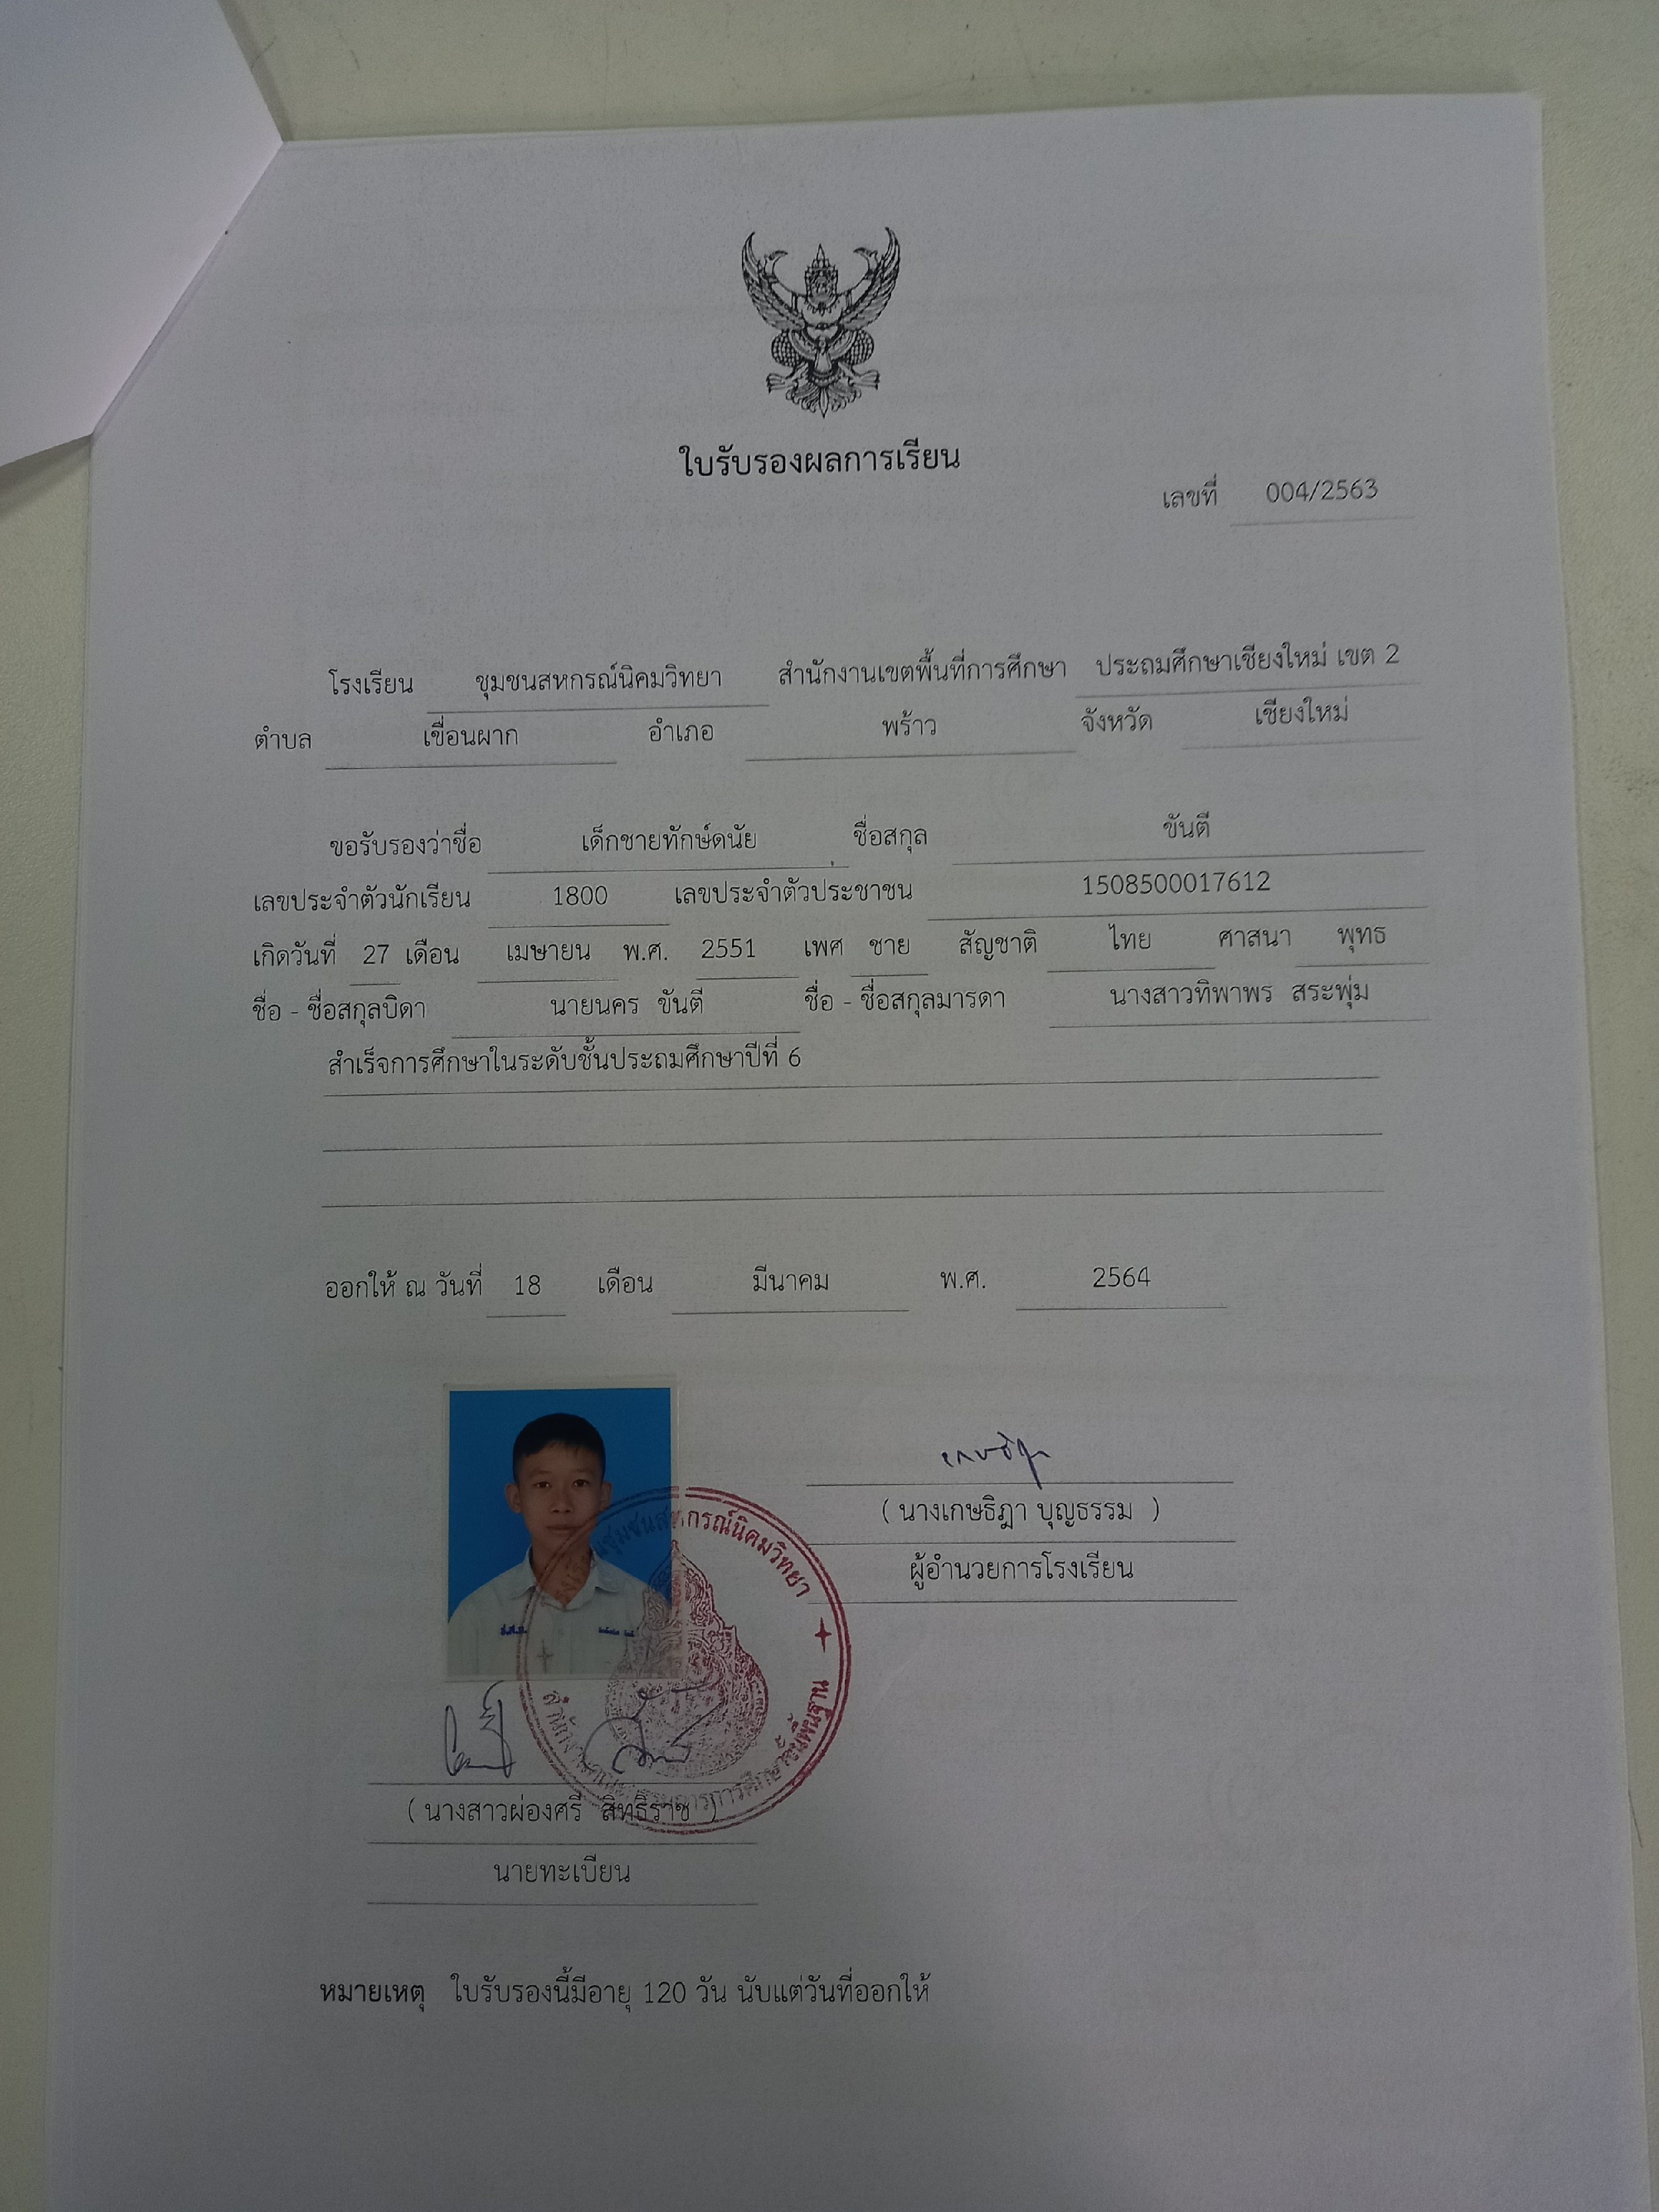 ใบรับรองผลการเรียน
เลขที่ 004/2563
โรงเรียน ชุมชนสหกรณ์นิคมวิทยา สำนักงานเขตพื้นที่การศึกษา ประถมศึกษาเชียงใหม่ เขต 2
ตำบล เขื่อนผาก อำเภอ พร้าว จังหวัด เชียงใหม่
ขอรับรองว่าชื่อ เด็กชายทักษ์ดนัย ชื่อสกุล ขันตี
เลขประจำตัวนักเรียน 1800 เลขประจำตัวประชาชน 1508500017612
เกิดวันที่ 27 เดือน เมษายน พ.ศ. 2551 เพศ ชาย สัญชาติ ไทย ศาสนา พุทธ
ชื่อ - ชื่อสกุลบิดา นายนคร ขันตี ชื่อ - ชื่อสกุลมารดา นางสาวทิพาพร สระพุ่ม
สำเร็จการศึกษาในระดับชั้นประถมศึกษาปีที่ 6
ออกให้ ณ วันที่ 18 เดือน มีนาคม พ.ศ. 2564
( นางเกษธิฎา บุญธรรม )
ผู้อำนวยการโรงเรียน
ชุมชนสหกรณ์นิคมวิทยา
สำนักงานคณะกรรมการการศึกษาขั้นพื้นฐาน
( นางสาวผ่องศรี สิทธิราช )
นายทะเบียน
หมายเหตุ ใบรับรองนี้มีอายุ 120 วัน นับแต่วันที่ออกให้